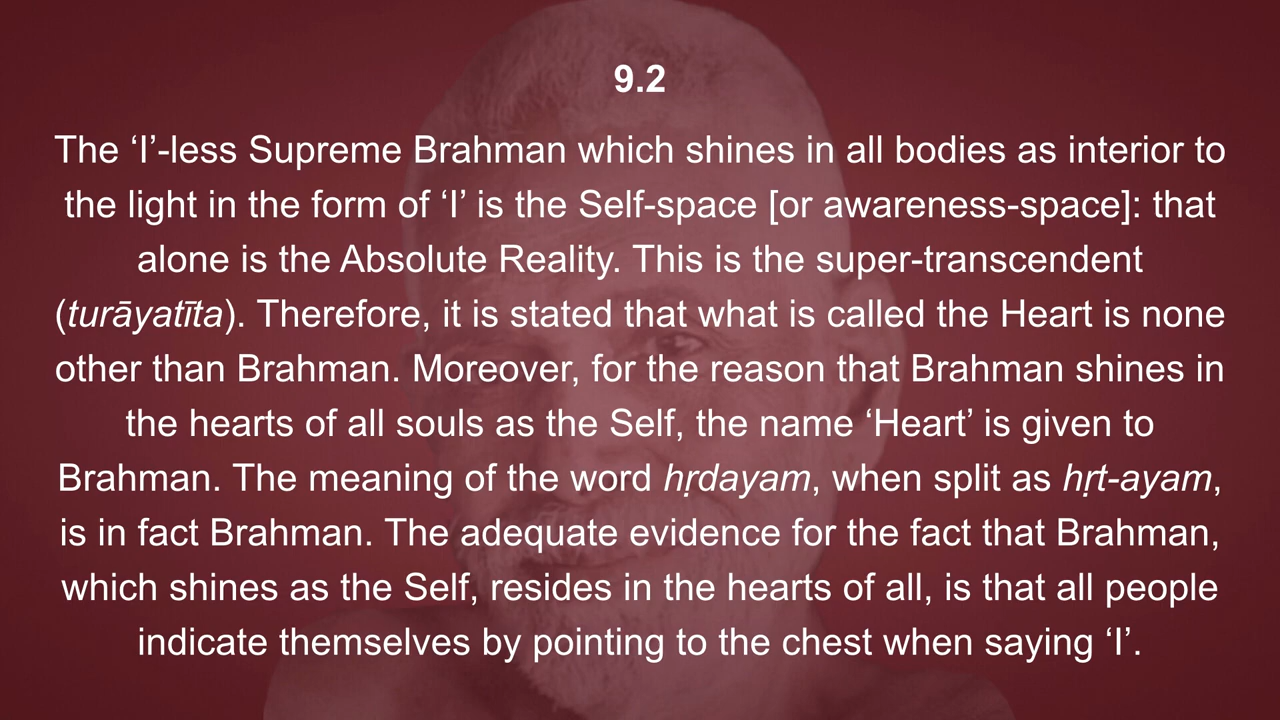 9.2
The ‘I’-less Supreme Brahman which shines in all bodies as interior to
the light in the form of ‘I’ is the Self-space [or awareness-space]: that
alone is the Absolute Reality. This is the super-transcendent
(turāyatīta). Therefore, it is stated that what is called the Heart is none
other than Brahman. Moreover, for the reason that Brahman shines in
the hearts of all souls as the Self, the name ‘Heart’ is given to
Brahman. The meaning of the word hṛdayam, when split as hṛt-ayam,
is in fact Brahman. The adequate evidence for the fact that Brahman,
which shines as the Self, resides in the hearts of all, is that all people
indicate themselves by pointing to the chest when saying ‘I’.